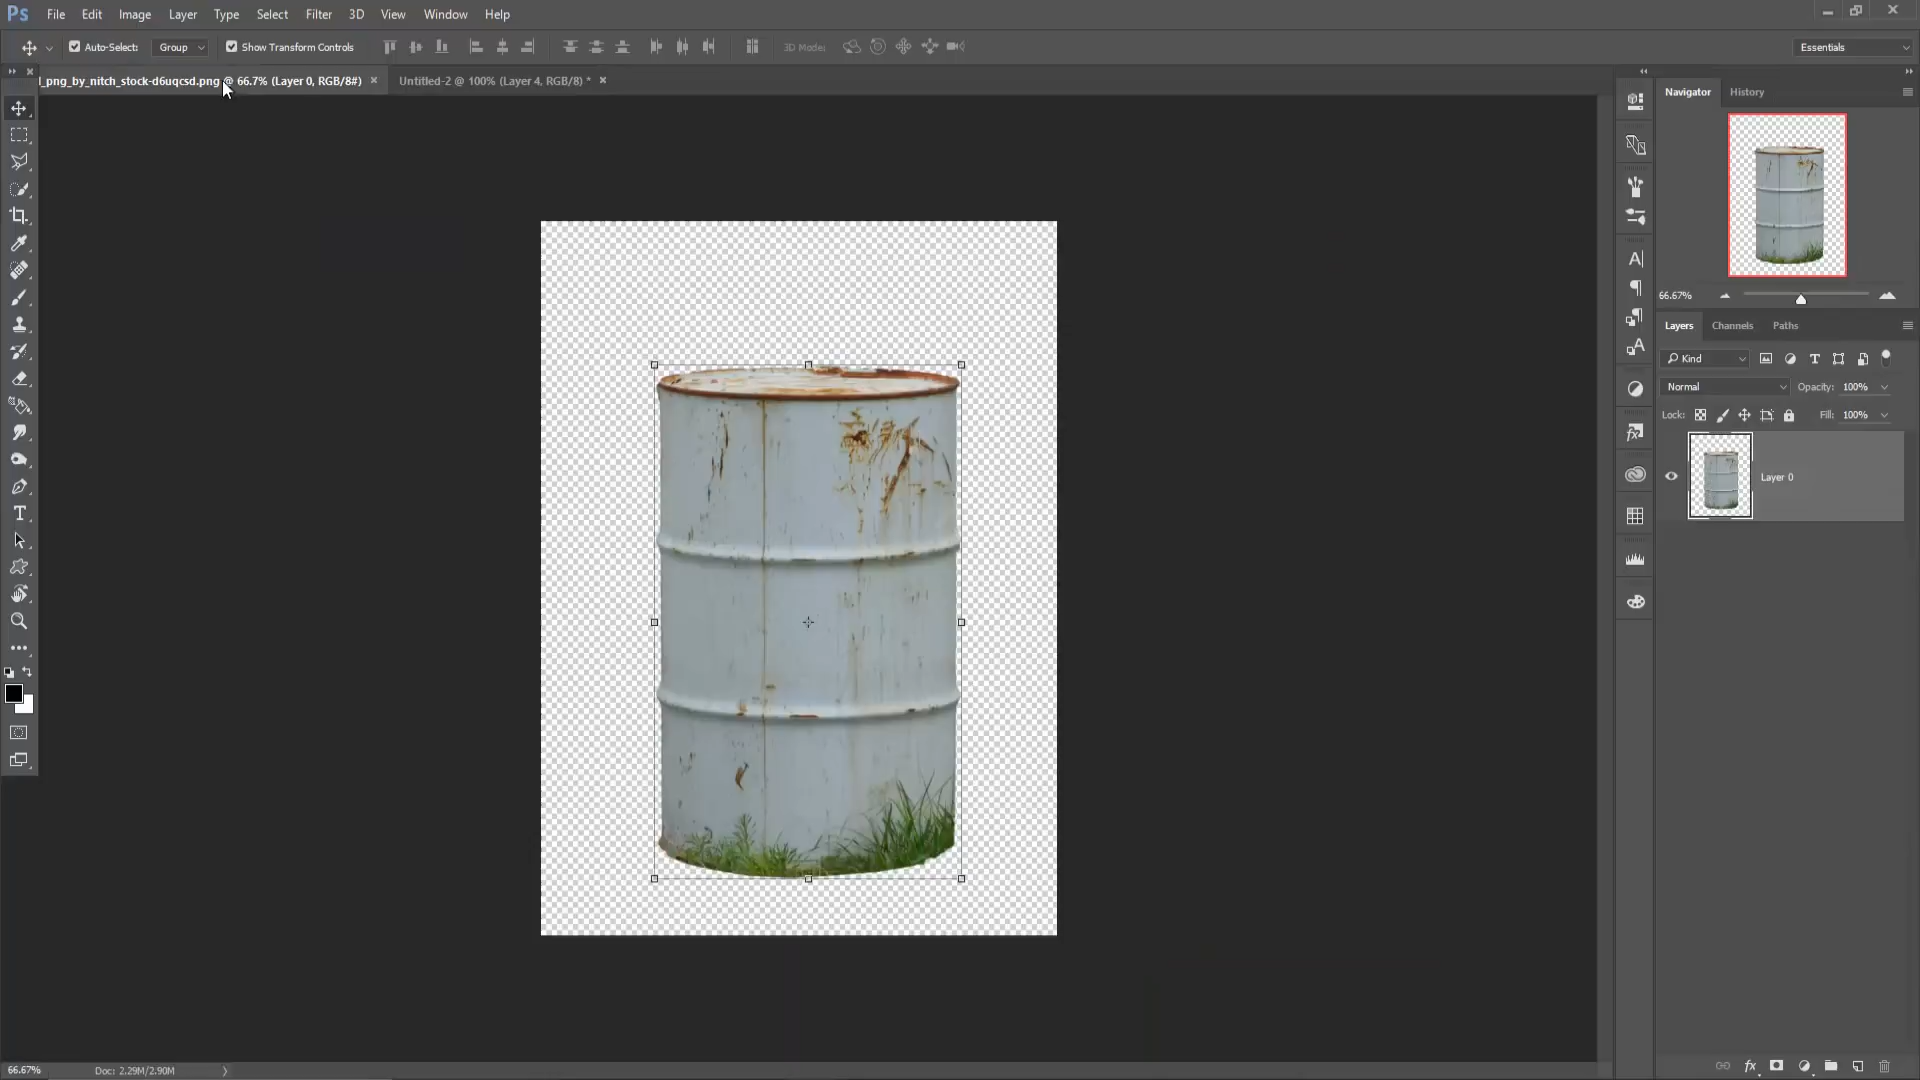 Ps File Edit Image Layer Type Select Filter 3D View Window Help
Auto-Select: Group Show Transform Controls 3D Mode: Essentials
l_png_by_nitch_stock-d6uqcsd.png @ 66.7% (Layer 0, RGB/8#) × Untitled-2 @ 100% (Layer 4, RGB/8) * ×
Navigator History
66.67%
Layers Channels Paths
Kind
Normal Opacity: 100%
Lock: Fill: 100%
Layer 0
66.67% Doc: 2.29M/2.90M